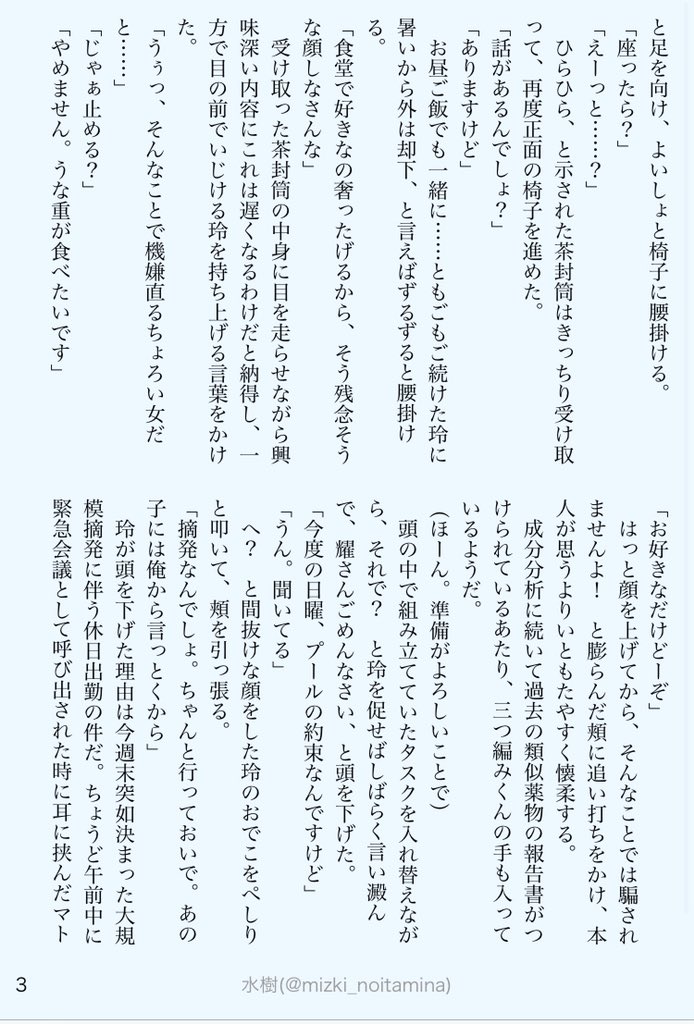 と足を向け、よいしょと椅子に腰掛ける。
「座ったら？」
「えーっと……？」
　ひらひら、と示された茶封筒はきっちり受け取
って、再度正面の椅子を進めた。
「話があるんでしょ？」
「ありますけど」
　お昼ご飯でも一緒に……ともごもご続けた玲に
暑いから外は却下、と言えばずるずると腰掛け
る。
「食堂で好きなの奢ったげるから、そう残念そう
な顔しなさんな」
　受け取った茶封筒の中身に目を走らせながら興
味深い内容にこれは遅くなるわけだと納得し、一
方で目の前でいじける玲を持ち上げる言葉をかけ
た。
「うぅっ、そんなことで機嫌直るちょろい女だ
と……」
「じゃぁ止める？」
「やめません。うな重が食べたいです」
「お好きなだけどーぞ」
　はっと顔を上げてから、そんなことでは騙され
ませんよ！　と膨らんだ頬に追い打ちをかけ、本
人が思うよりいともたやすく懐柔する。
　成分分析に続いて過去の類似薬物の報告書がつ
けられているあたり、三つ編みくんの手も入って
いるようだ。
（ほーん。準備がよろしいことで）
　頭の中で組み立てていたタスクを入れ替えなが
ら、それで？　と玲を促せばしばらく言い澱ん
で、耀さんごめんなさい、と頭を下げた。
「今度の日曜、プールの約束なんですけど」
「うん。聞いてる」
　へ？　と間抜けな顔をした玲のおでこをぺしり
と叩いて、頬を引っ張る。
「摘発なんでしょ。ちゃんと行っておいで。あの
子には俺から言っとくから」
　玲が頭を下げた理由は今週末突如決まった大規
模摘発に伴う休日出勤の件だ。ちょうど午前中に
緊急会議として呼び出された時に耳に挟んだマト
3
水樹(@mizki_noitamina)